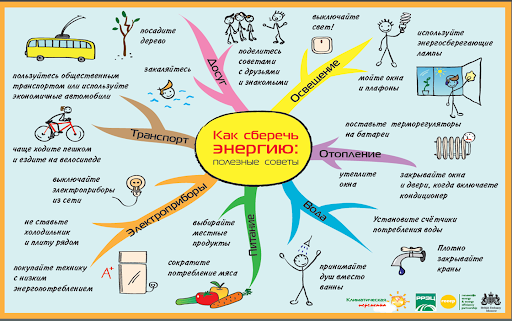 Как сберечь
ЭНЕРГИЮ:
полезные советы
Досуг
посадите
дерево
закаляйтесь
поделитесь
советами
с друзьями
и знакомыми
Освещение
выключайте
свет!
используйте
энергосберегающие
лампы
мойте окна
и плафоны
Отопление
поставьте терморегуляторы
на батареи
утеплите
окна
закрывайте окна
и двери, когда включаете
кондиционер
Вода
Установите счётчики
потребления воды
Плотно
закрывайте
краны
принимайте
душ вместо
ванны
Питание
выбирайте
местные
продукты
сократите
потребление мяса
Электроприборы
выключайте
электроприборы
из сети
не ставьте
холодильник
и плиту рядом
покупайте технику
с низким
энергопотреблением
A+
Транспорт
пользуйтесь общественным
транспортом или используйте
экономичные автомобили
чаще ходите пешком
и ездите на велосипеде
Климатическая
РРЭЦ